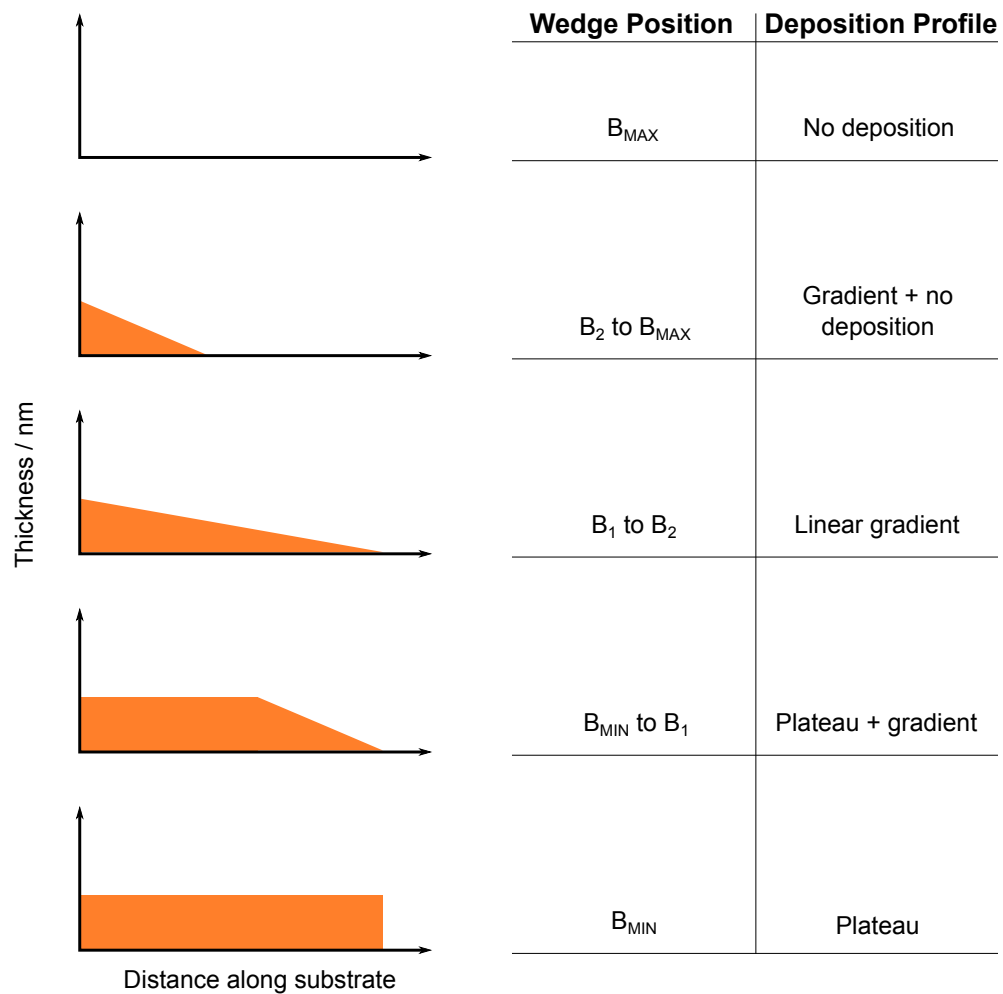 Wedge Position Deposition Profile
B_MAX No deposition
B_2 to B_MAX Gradient + no
deposition
Thickness / nm
B_1 to B_2 Linear gradient
B_MIN to B_1 Plateau + gradient
B_MIN Plateau
Distance along substrate